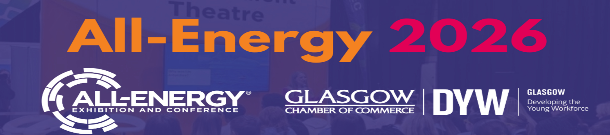 Theatre
All-Energy 2026
ALL-ENERGY®
EXHIBITION AND CONFERENCE
GLASGOW
CHAMBER OF COMMERCE
DYW
GLASGOW
Developing the
Young Workforce